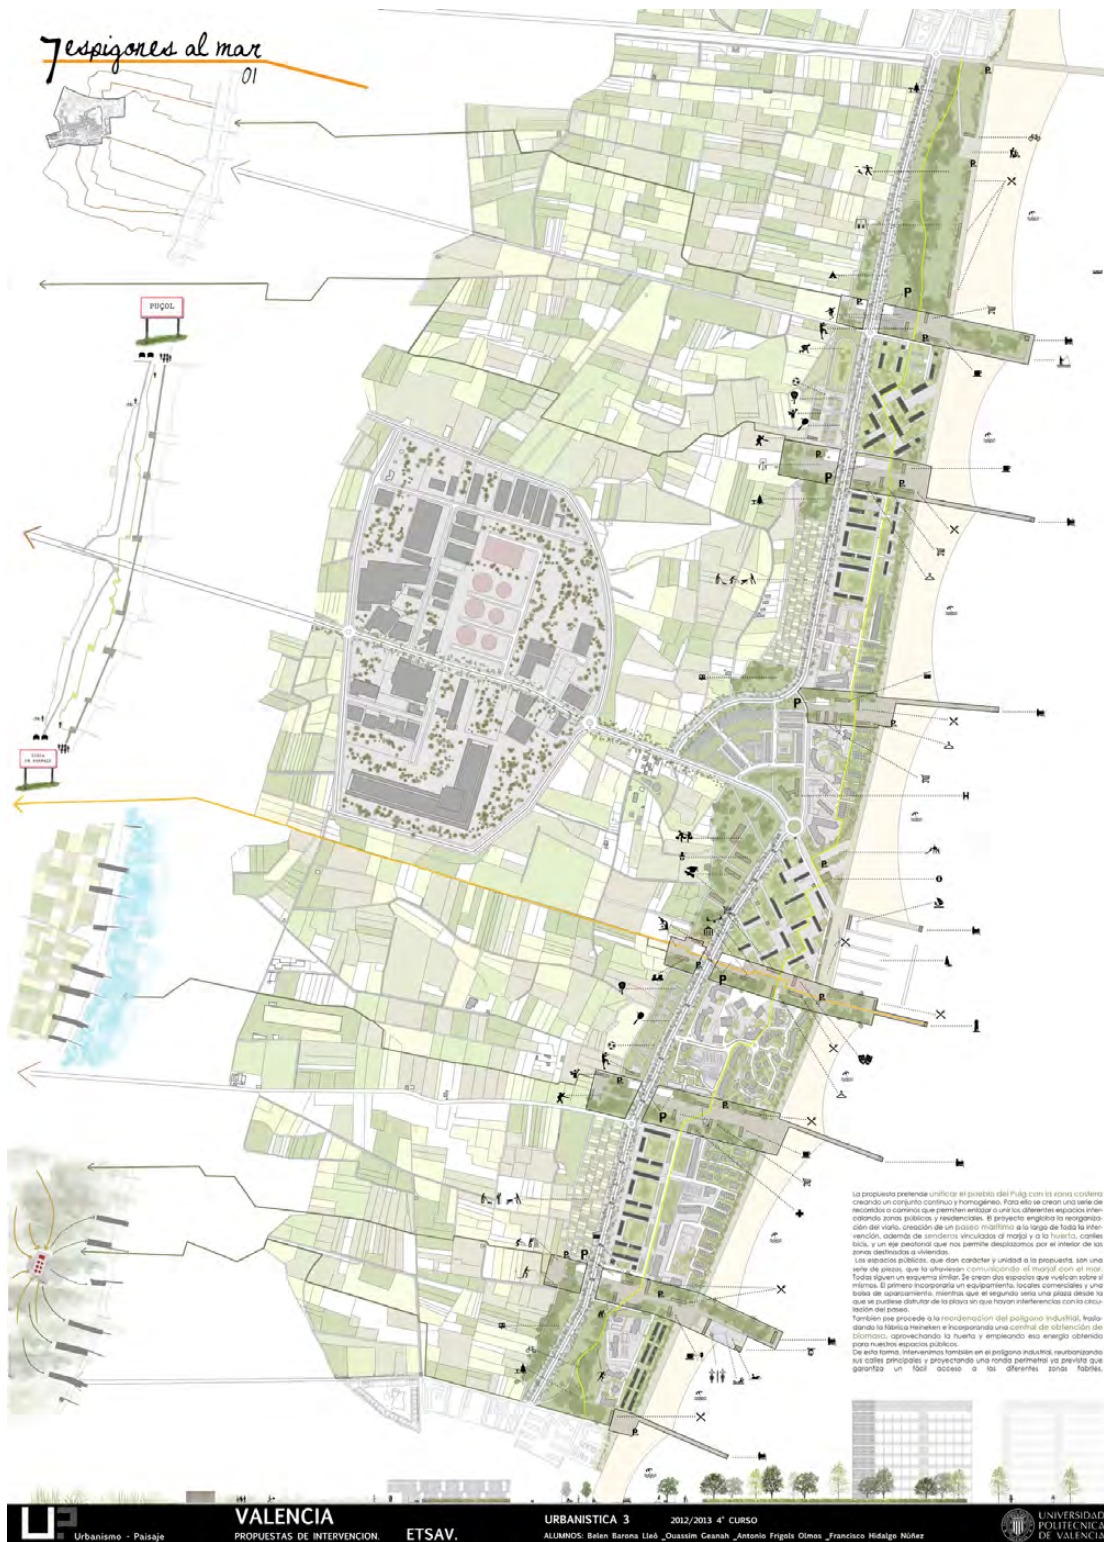 7 espigones al mar
01
PUÇOL
P
P
P
H
P
P
P
La propuesta pretende unificar el pueblo del Puig con la zona costera
creando un conjunto continuo y homogéneo. Para ello se crean una serie de
recorridos o caminos que permiten enlazar o unir los diferentes espacios inter-
calando zonas públicas y residenciales. El proyecto engloba la reorganiza-
ción del viario, creación de un paseo marítimo a lo largo de toda la inter-
vención, además de senderos vinculados al marjal y a la huerta, carriles
bicis, y un eje peatonal que nos permite desplazarnos por el interior de las
zonas destinadas a viviendas.
Los espacios públicos, que dan carácter y unidad a la propuesta, son una
serie de piezas, que la atraviesan comunicando el marjal con el mar.
Todas siguen un esquema similar. Se crean dos espacios que vuelcan sobre sí
mismos. El primero incorporaría un equipamiento, locales comerciales y una
bolsa de aparcamiento, mientras que el segundo sería una plaza desde la
que se pudiese disfrutar de la playa sin que hayan interferencias con la circu-
lación del paseo.
También pse procede a la reordenacion del polígono industrial, trasla-
dando la fábrica Heineken e incorporando una central de obtención de
biomasa, aprovechando la huerta y empleando esa energía obtenida
para nuestros espacios públicos.
De esta forma, intervenimos también en el polígono industrial, reurbanizando
sus calles principales y proyectando una ronda perimetral ya prevista que
garantiza un fácil acceso a las diferentes zonas fabriles.
Urbanismo - Paisaje
VALENCIA
PROPUESTAS DE INTERVENCION.
ETSAV.
URBANISTICA 3 2012/2013 4° CURSO
ALUMNOS: Belen Barona Lleó _Ouassim Geanah _Antonio Frigols Olmos _Francisco Hidalgo Núñez
UNIVERSIDAD
POLITECNICA
DE VALENCIA